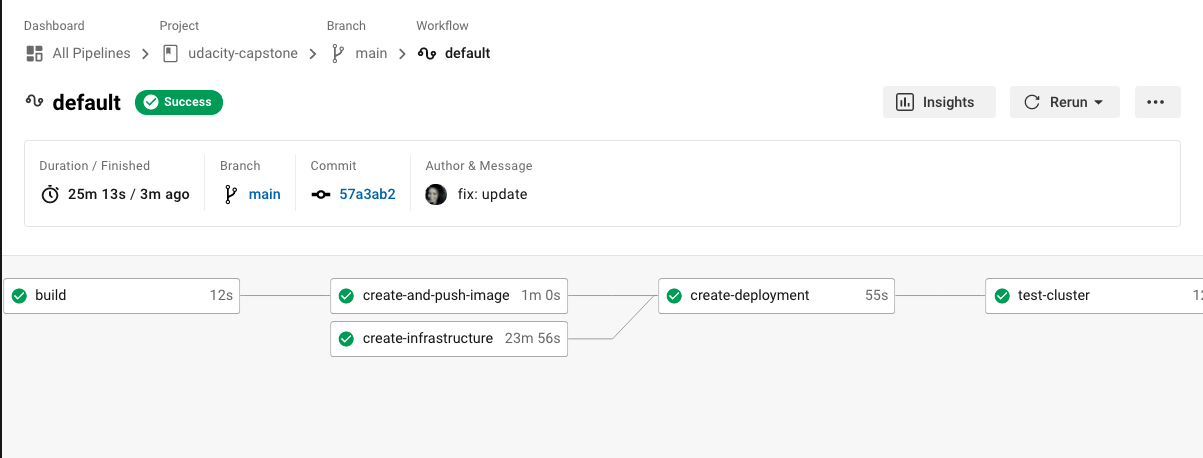 Dashboard Project Branch Workflow
All Pipelines udacity-capstone main default
default Success Insights Rerun
Duration / Finished Branch Commit Author & Message
25m 13s / 3m ago main 57a3ab2 fix: update
build 12s create-and-push-image 1m 0s create-deployment 55s test-cluster
create-infrastructure 23m 56s